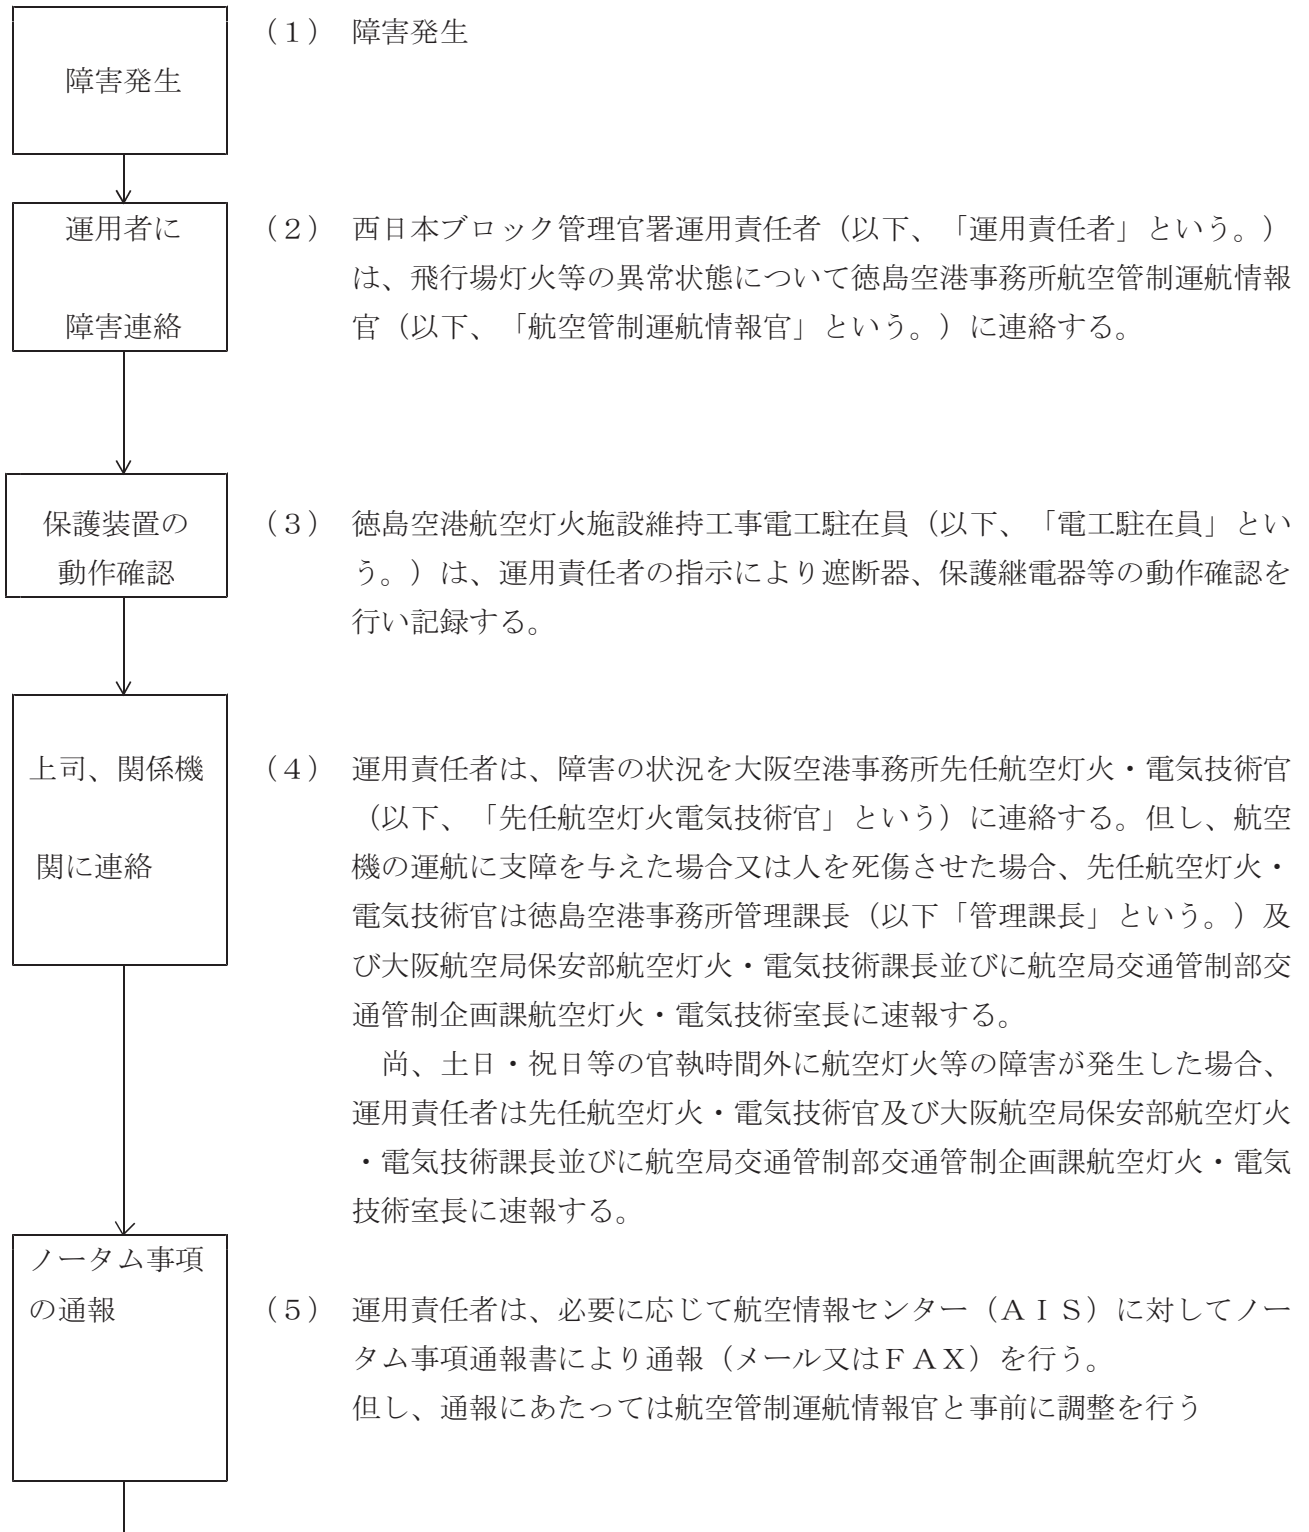 障害発生
(1) 障害発生
運用者に
障害連絡
(2) 西日本ブロック管理官署運用責任者(以下、「運用責任者」という。)
は、飛行場灯火等の異常状態について徳島空港事務所航空管制運航情報
官(以下、「航空管制運航情報官」という。)に連絡する。
保護装置の
動作確認
(3) 徳島空港航空灯火施設維持工事電工駐在員(以下、「電工駐在員」とい
う。)は、運用責任者の指示により遮断器、保護継電器等の動作確認を
行い記録する。
上司、関係機
関に連絡
(4) 運用責任者は、障害の状況を大阪空港事務所先任航空灯火・電気技術官
(以下、「先任航空灯火電気技術官」という)に連絡する。但し、航空
機の運航に支障を与えた場合又は人を死傷させた場合、先任航空灯火・
電気技術官は徳島空港事務所管理課長(以下「管理課長」という。)及
び大阪航空局保安部航空灯火・電気技術課長並びに航空局交通管制部交
通管制企画課航空灯火・電気技術室長に速報する。
尚、土日・祝日等の官執時間外に航空灯火等の障害が発生した場合、
運用責任者は先任航空灯火・電気技術官及び大阪航空局保安部航空灯火
・電気技術課長並びに航空局交通管制部交通管制企画課航空灯火・電気
技術室長に速報する。
ノータム事項
の通報
(5) 運用責任者は、必要に応じて航空情報センター(AIS)に対してノー
タム事項通報書により通報(メール又はFAX)を行う。
但し、通報にあたっては航空管制運航情報官と事前に調整を行う